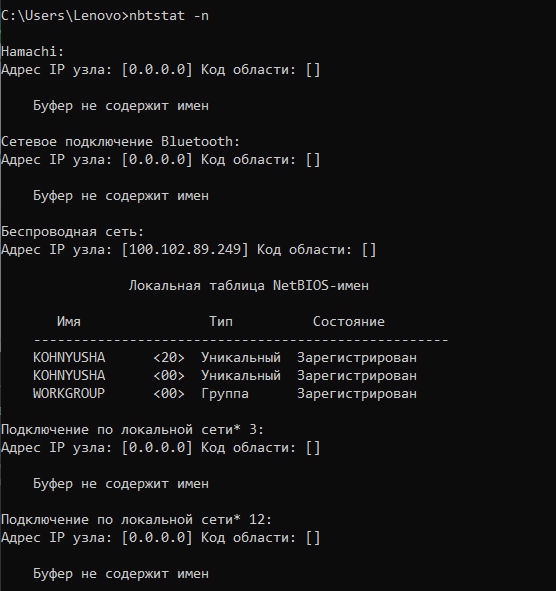 C:\Users\Lenovo>nbtstat -n
Hamachi:
Адрес IP узла: [0.0.0.0] Код области: []
Буфер не содержит имен
Сетевое подключение Bluetooth:
Адрес IP узла: [0.0.0.0] Код области: []
Буфер не содержит имен
Беспроводная сеть:
Адрес IP узла: [100.102.89.249] Код области: []
Локальная таблица NetBIOS-имен
Имя Тип Состояние
----------------------------------------------------
KOHNYUSHA <20> Уникальный Зарегистрирован
KOHNYUSHA <00> Уникальный Зарегистрирован
WORKGROUP <00> Группа Зарегистрирован
Подключение по локальной сети* 3:
Адрес IP узла: [0.0.0.0] Код области: []
Буфер не содержит имен
Подключение по локальной сети* 12:
Адрес IP узла: [0.0.0.0] Код области: []
Буфер не содержит имен